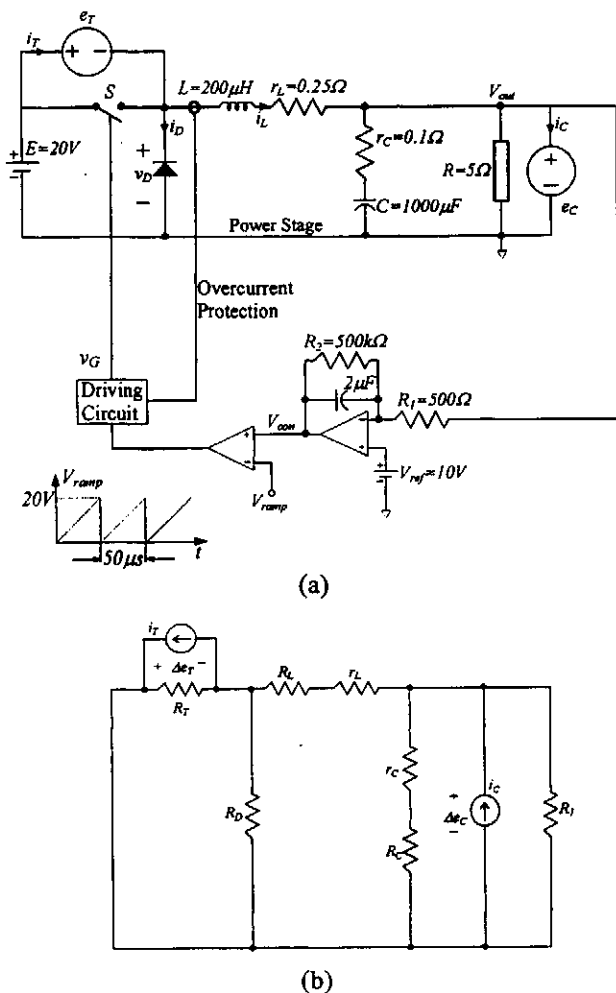 e_T
i_T
+ −
S
L=200μH
r_L=0.25Ω
V_out
i_D
i_L
i_C
r_C=0.1Ω
E=20V
+
v_D
−
R=5Ω
+
−
C=1000μF
e_C
Power Stage
Overcurrent
Protection
R_2=500kΩ
v_G
2μF
R_1=500Ω
Driving
Circuit
V_con
V_ref=10V
V_ramp
V_ramp
20V
t
50μs
(a)
i_T
+ Δe_T −
R_T
R_L
r_L
r_C
i_C
+
Δe_C
−
R_D
R_C
(b)